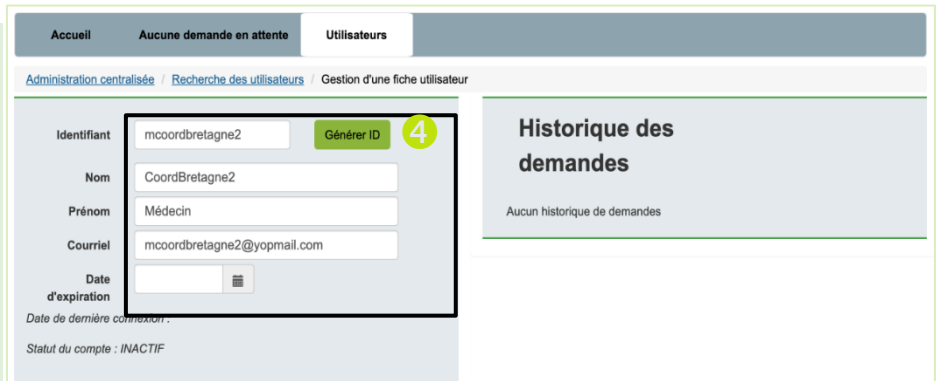 Accueil Aucune demande en attente Utilisateurs
Administration centralisée / Recherche des utilisateurs / Gestion d'une fiche utilisateur
Identifiant mcoordbretagne2 Générer ID 4
Nom CoordBretagne2
Prénom Médecin
Courriel mcoordbretagne2@yopmail.com
Date
d'expiration
Date de dernière connexion :
Statut du compte : INACTIF
Historique des
demandes
Aucun historique de demandes